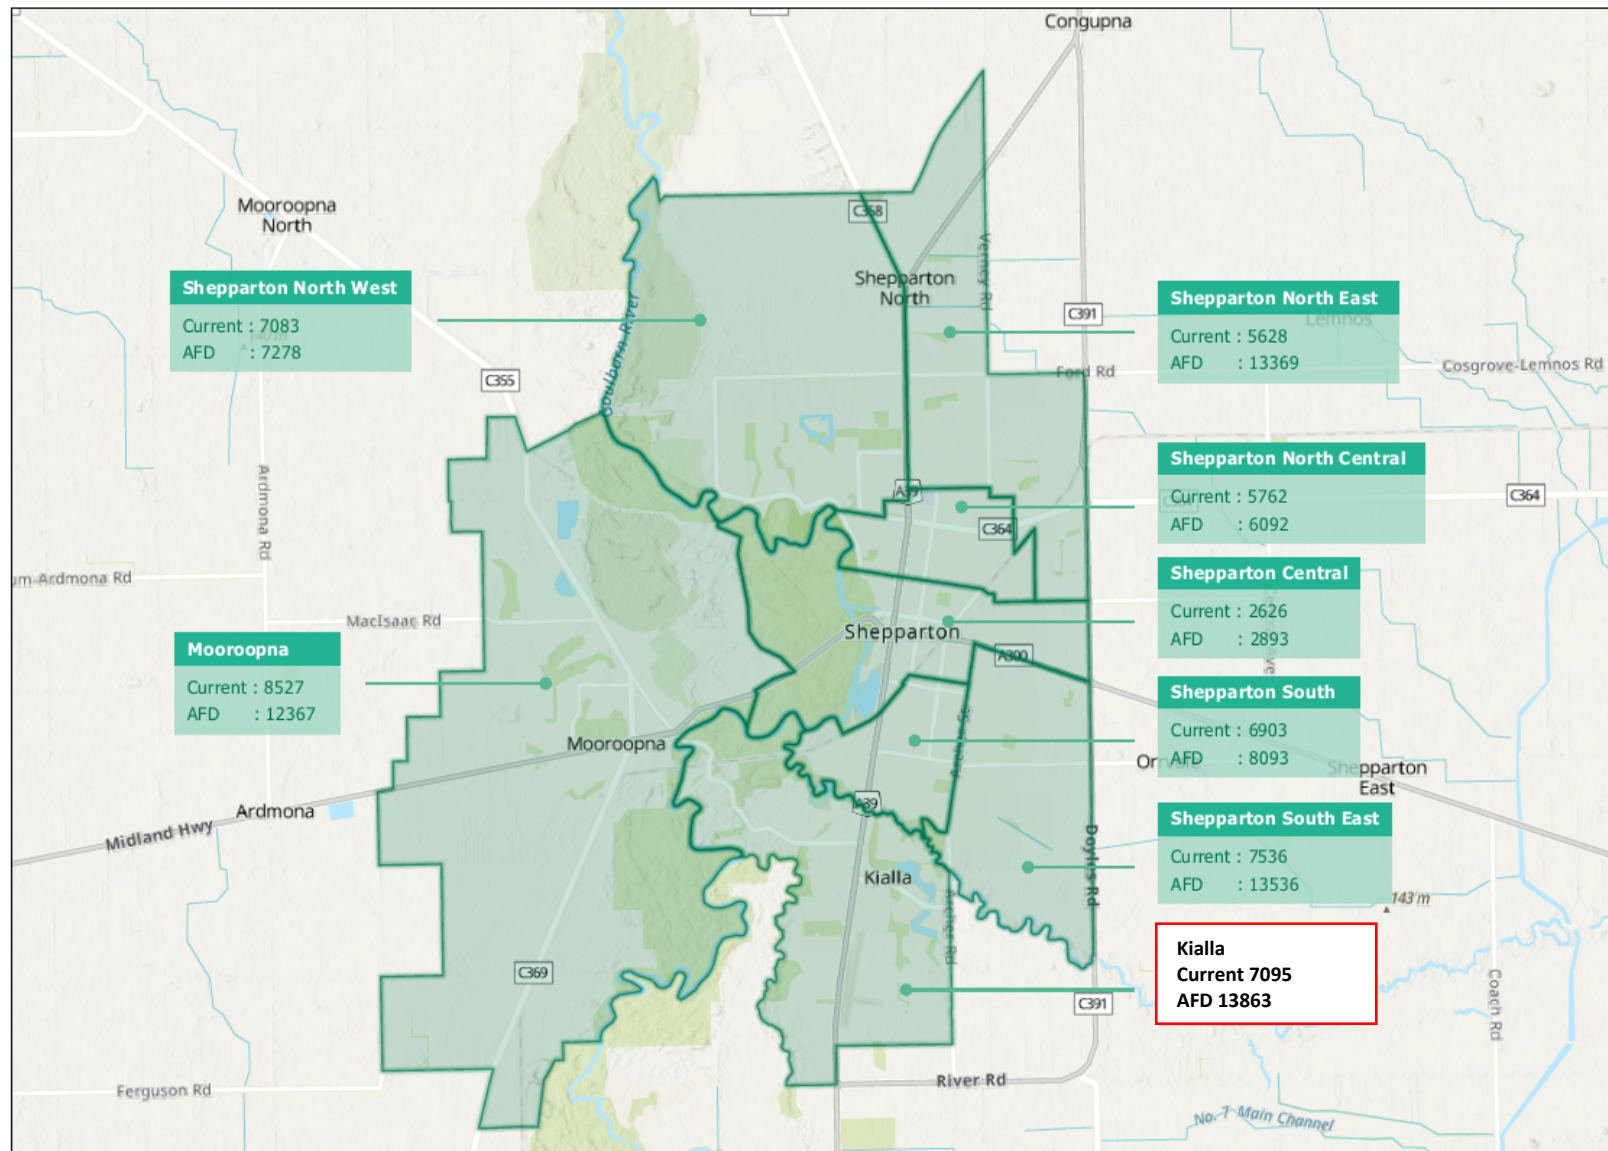 Congupna
Mooroopna
North
C358
Verney Rd
Shepparton
North
Shepparton North West
Current : 7083
AFD : 7278
140 m
Goulburn River
Shepparton North East
Current : 5628
AFD : 13369
Lemnos
C391
C355
Ford Rd
Cosgrove-Lemnos Rd
Shepparton North Central
Current : 5762
AFD : 6092
Ardmona Rd
A39
C364
C364
Shepparton Central
Current : 2626
AFD : 2893
um-Ardmona Rd
MacIsaac Rd
Shepparton
A300
Mooroopna
Current : 8527
AFD : 12367
Shepparton South
Current : 6903
AFD : 8093
Mooroopna
Archer St
Shepparton
East
Ardmona
Midland Hwy
A39
Shepparton South East
Current : 7536
AFD : 13536
Doyles Rd
Kialla
Archer Rd
143 m
Kialla
Current 7095
AFD 13863
C369
C391
Coach Rd
River Rd
Ferguson Rd
No. 7 Main Channel